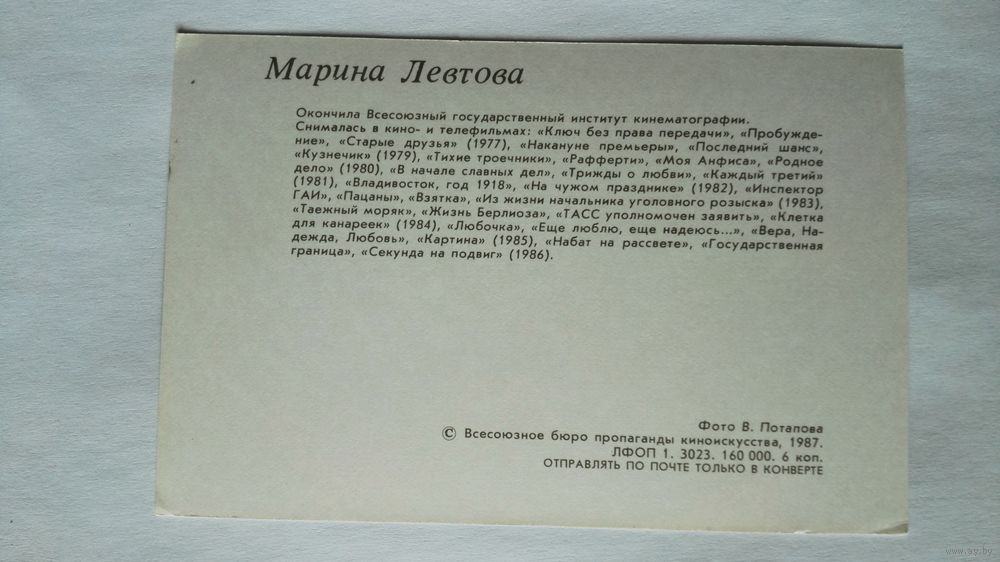 Марина Левтова
Окончила Всесоюзный государственный институт кинематографии.
Снималась в кино- и телефильмах: «Ключ без права передачи», «Пробужде-
ние», «Старые друзья» (1977), «Накануне премьеры», «Последний шанс»,
«Кузнечик» (1979), «Тихие троечники», «Рафферти», «Моя Анфиса», «Родное
дело» (1980), «В начале славных дел», «Трижды о любви», «Каждый третий»
(1981), «Владивосток, год 1918», «На чужом празднике» (1982), «Инспектор
ГАИ», «Пацаны», «Взятка», «Из жизни начальника уголовного розыска» (1983),
«Таежный моряк», «Жизнь Берлиоза», «ТАСС уполномочен заявить», «Клетка
для канареек» (1984), «Любочка», «Еще люблю, еще надеюсь...», «Вера, На-
дежда, Любовь», «Картина» (1985), «Набат на рассвете», «Государственная
граница», «Секунда на подвиг» (1986).
Фото В. Потапова
© Всесоюзное бюро пропаганды киноискусства, 1987.
ЛФОП 1. 3023. 160 000. 6 коп.
ОТПРАВЛЯТЬ ПО ПОЧТЕ ТОЛЬКО В КОНВЕРТЕ
www.ay.by